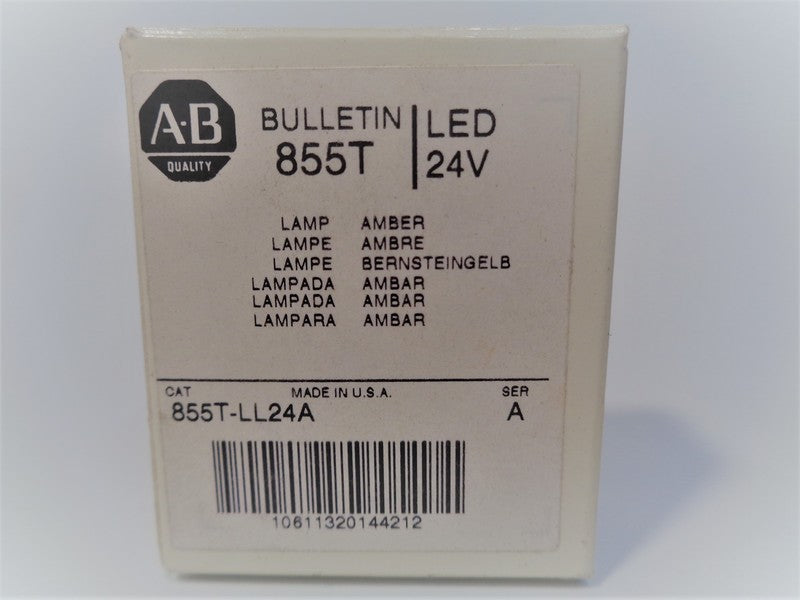 A·B
QUALITY
BULLETIN
855T
LED
24V
LAMP AMBER
LAMPE AMBRE
LAMPE BERNSTEINGELB
LAMPADA AMBAR
LAMPADA AMBAR
LAMPARA AMBAR
CAT MADE IN U.S.A. SER
855T-LL24A A
10611320144212